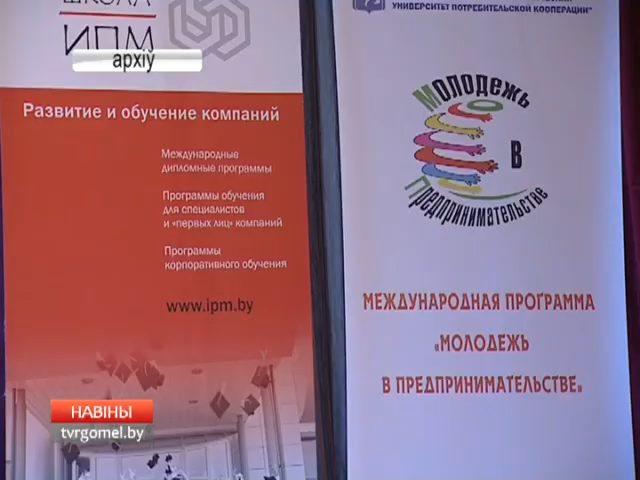 ШКОЛА
ИПМ
архіў
Развитие и обучение компаний
Международные
дипломные программы
Программы обучения
для специалистов
и «первых лиц» компаний
Программы
корпоративного обучения
www.ipm.by
НАВІНЫ
tvrgomel.by
УНИВЕРСИТЕТ ПОТРЕБИТЕЛЬСКОЙ КООПЕРАЦИИ"
Молодежь
в
предпринимательстве
МЕЖДУНАРОДНАЯ ПРОГРАММА
«МОЛОДЕЖЬ
В ПРЕДПРИНИМАТЕЛЬСТВЕ»